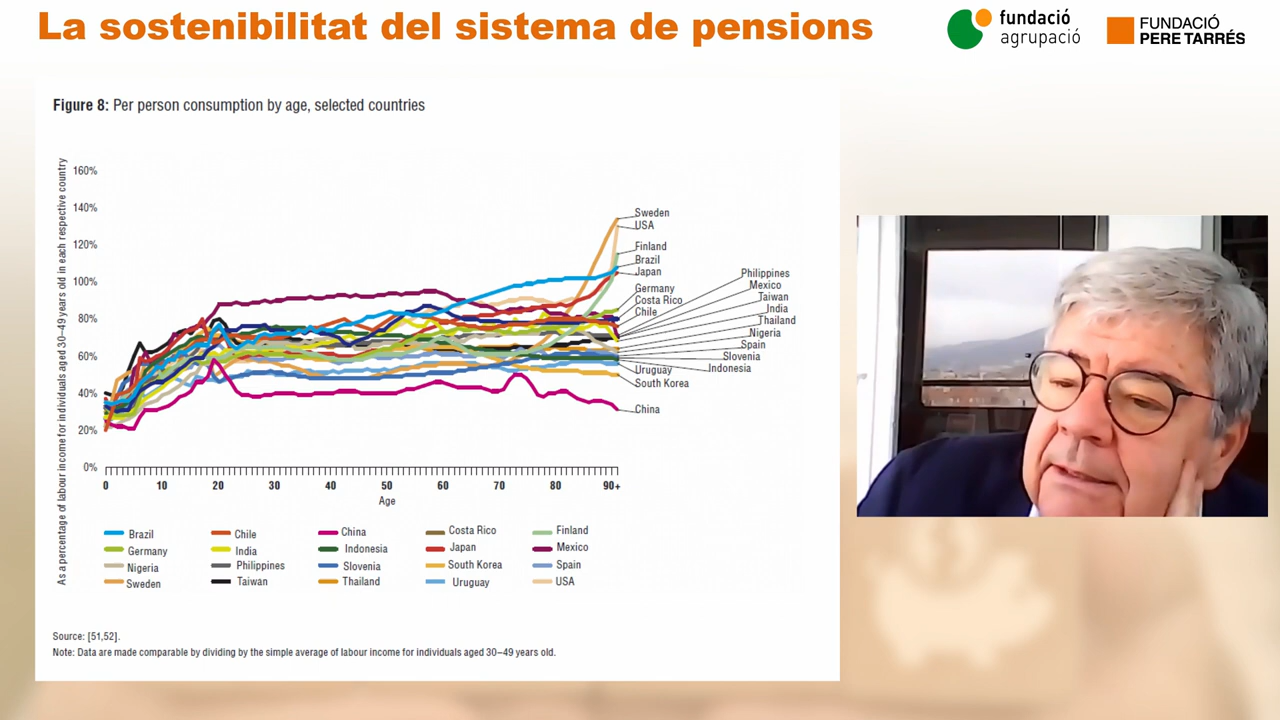 La sostenibilitat del sistema de pensions
fundació
agrupació
FUNDACIÓ
PERE TARRÉS
Figure 8: Per person consumption by age, selected countries
As a percentage of labour income for individuals aged 30–49 years old in each respective country
160%
140%
120%
100%
80%
60%
40%
20%
0%
0 10 20 30 40 50 60 70 80 90+
Age
Sweden
USA
Finland
Brazil
Japan
Germany
Costa Rico
Chile
Philippines
Mexico
Taiwan
India
Thailand
Nigeria
Spain
Slovenia
Indonesia
Uruguay
South Korea
China
Brazil Chile China Costa Rico Finland
Germany India Indonesia Japan Mexico
Nigeria Philippines Slovenia South Korea Spain
Sweden Taiwan Thailand Uruguay USA
Source: [51,52].
Note: Data are made comparable by dividing by the simple average of labour income for individuals aged 30–49 years old.